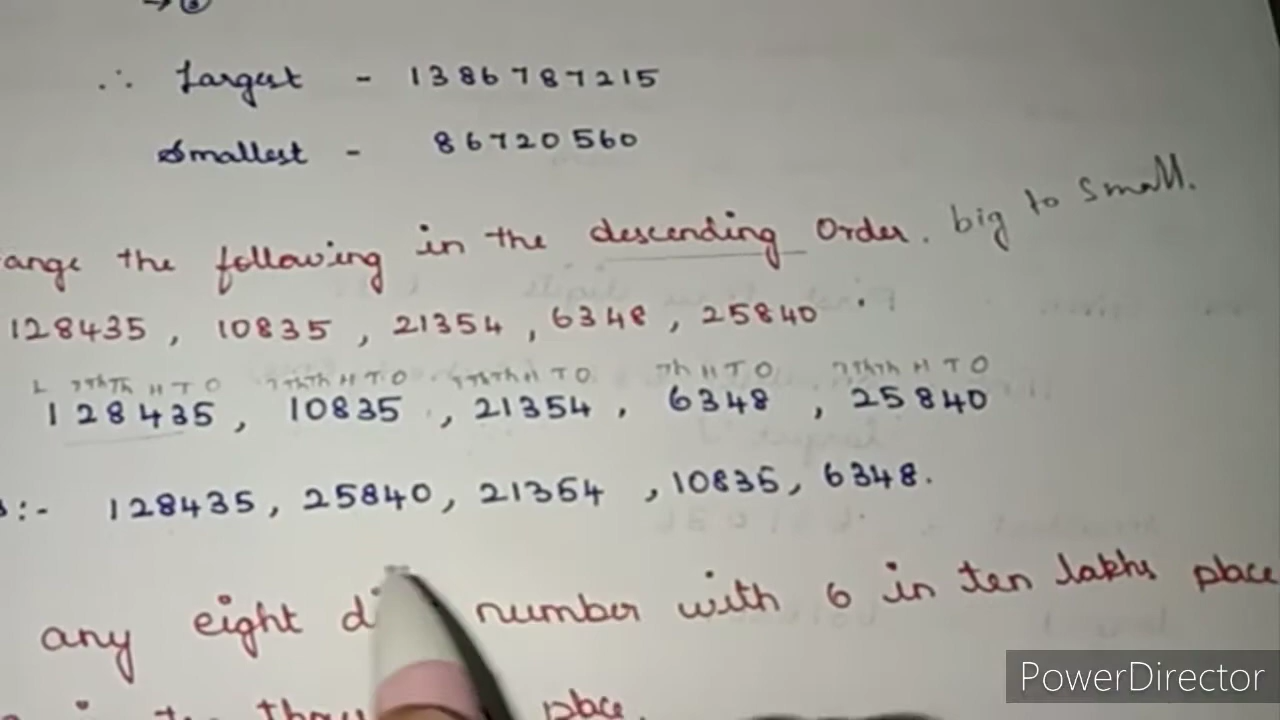 ∴ Largest - 1386787215
Smallest - 86720560
ange the following in the descending Order. big to small.
128435, 10835, 21354, 6348, 25840.
L TTh Th H T O TTh Th H T O TTh Th H T O Th H T O TTh Th H T O
128435, 10835, 21354, 6348, 25840
:- 128435, 25840, 21354, 10835, 6348.
any eight di number with 6 in ten lakhs place
place
PowerDirector